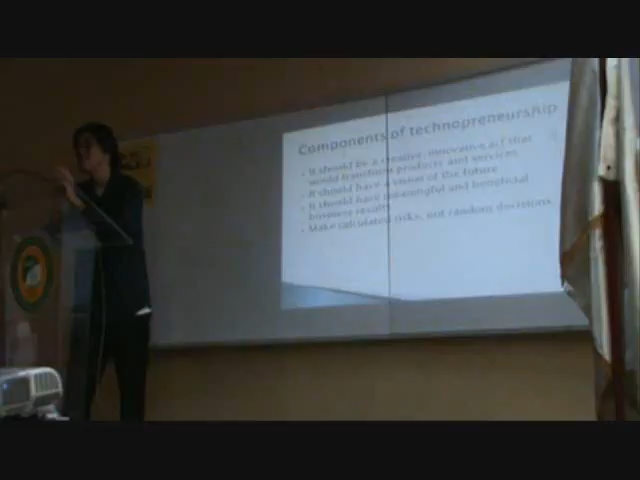 Components of technopreneurship
• It should be a creative, innovative act that
would transform products and services
• It should have a vision of the future
• It should have meaningful and beneficial
business results
• Make calculated risks, not random decisions